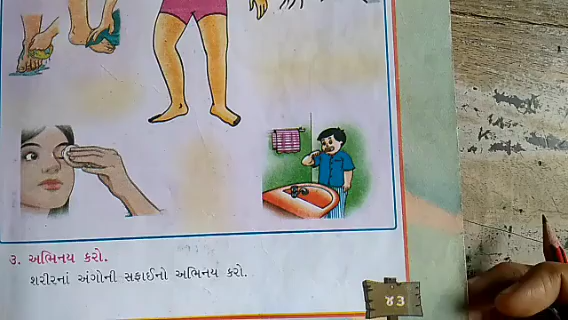 ૩. અભિનય કરો.
શરીરનાં અંગોની સફાઈનો અભિનય કરો.
૪૩